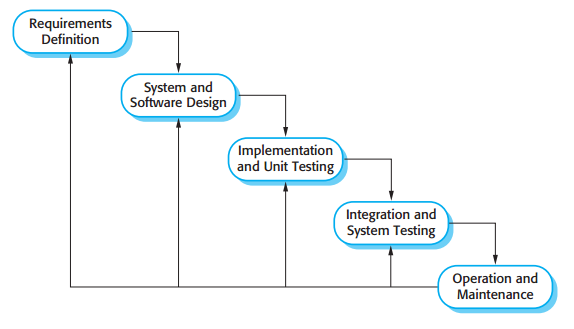 Requirements
Definition
System and
Software Design
Implementation
and Unit Testing
Integration and
System Testing
Operation and
Maintenance